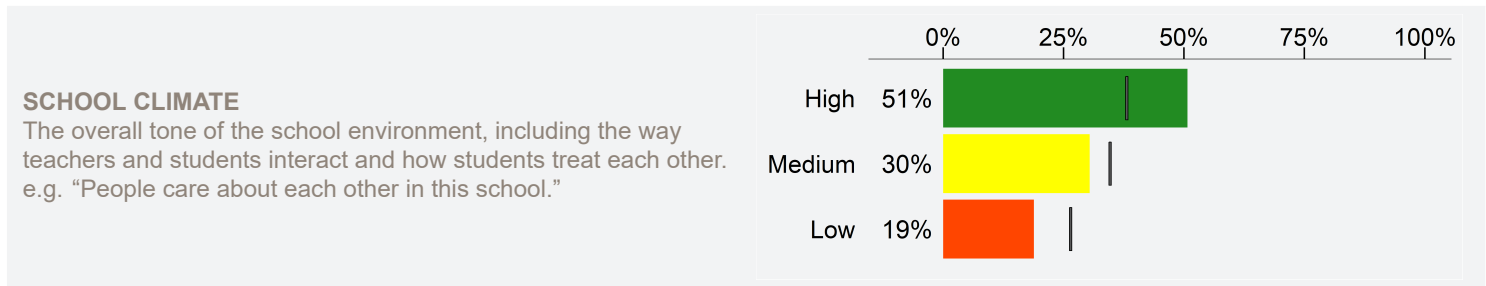 SCHOOL CLIMATE
The overall tone of the school environment, including the way
teachers and students interact and how students treat each other.
e.g. “People care about each other in this school.”
0% 25% 50% 75% 100%
High 51%
Medium 30%
Low 19%